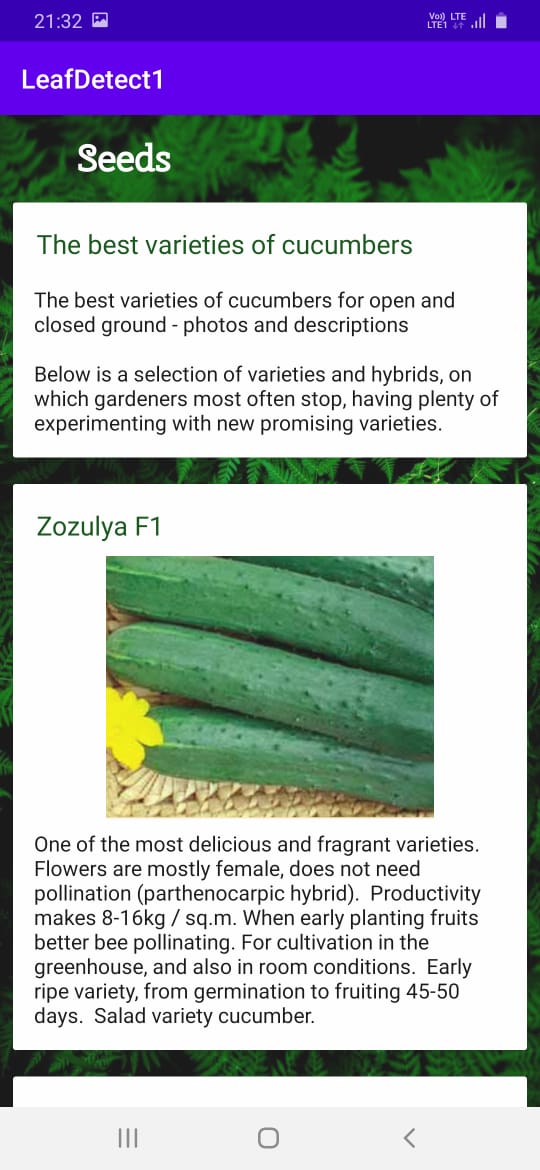 21:32
Vo)) LTE
LTE1
LeafDetect1
Seeds
The best varieties of cucumbers
The best varieties of cucumbers for open and
closed ground - photos and descriptions
Below is a selection of varieties and hybrids, on
which gardeners most often stop, having plenty of
experimenting with new promising varieties.
Zozulya F1
One of the most delicious and fragrant varieties.
Flowers are mostly female, does not need
pollination (parthenocarpic hybrid).  Productivity
makes 8-16kg / sq.m. When early planting fruits
better bee pollinating. For cultivation in the
greenhouse, and also in room conditions.  Early
ripe variety, from germination to fruiting 45-50
days.  Salad variety cucumber.